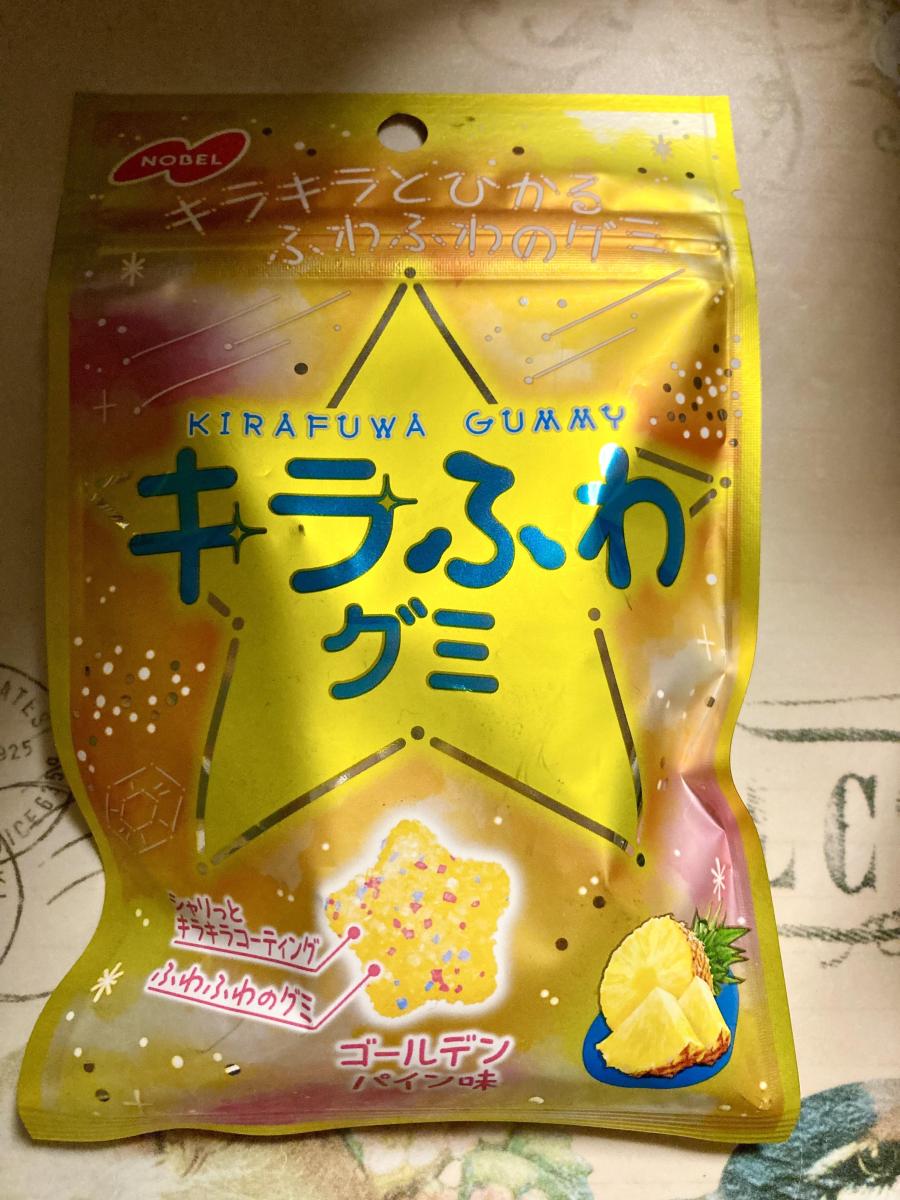 NOBEL
キラキラとひかる
ふわふわのグミ
KIRAFUWA GUMMY
キラふわ
グミ
シャリっと
キラキラコーティング
ふわふわのグミ
ゴールデン
パイン味